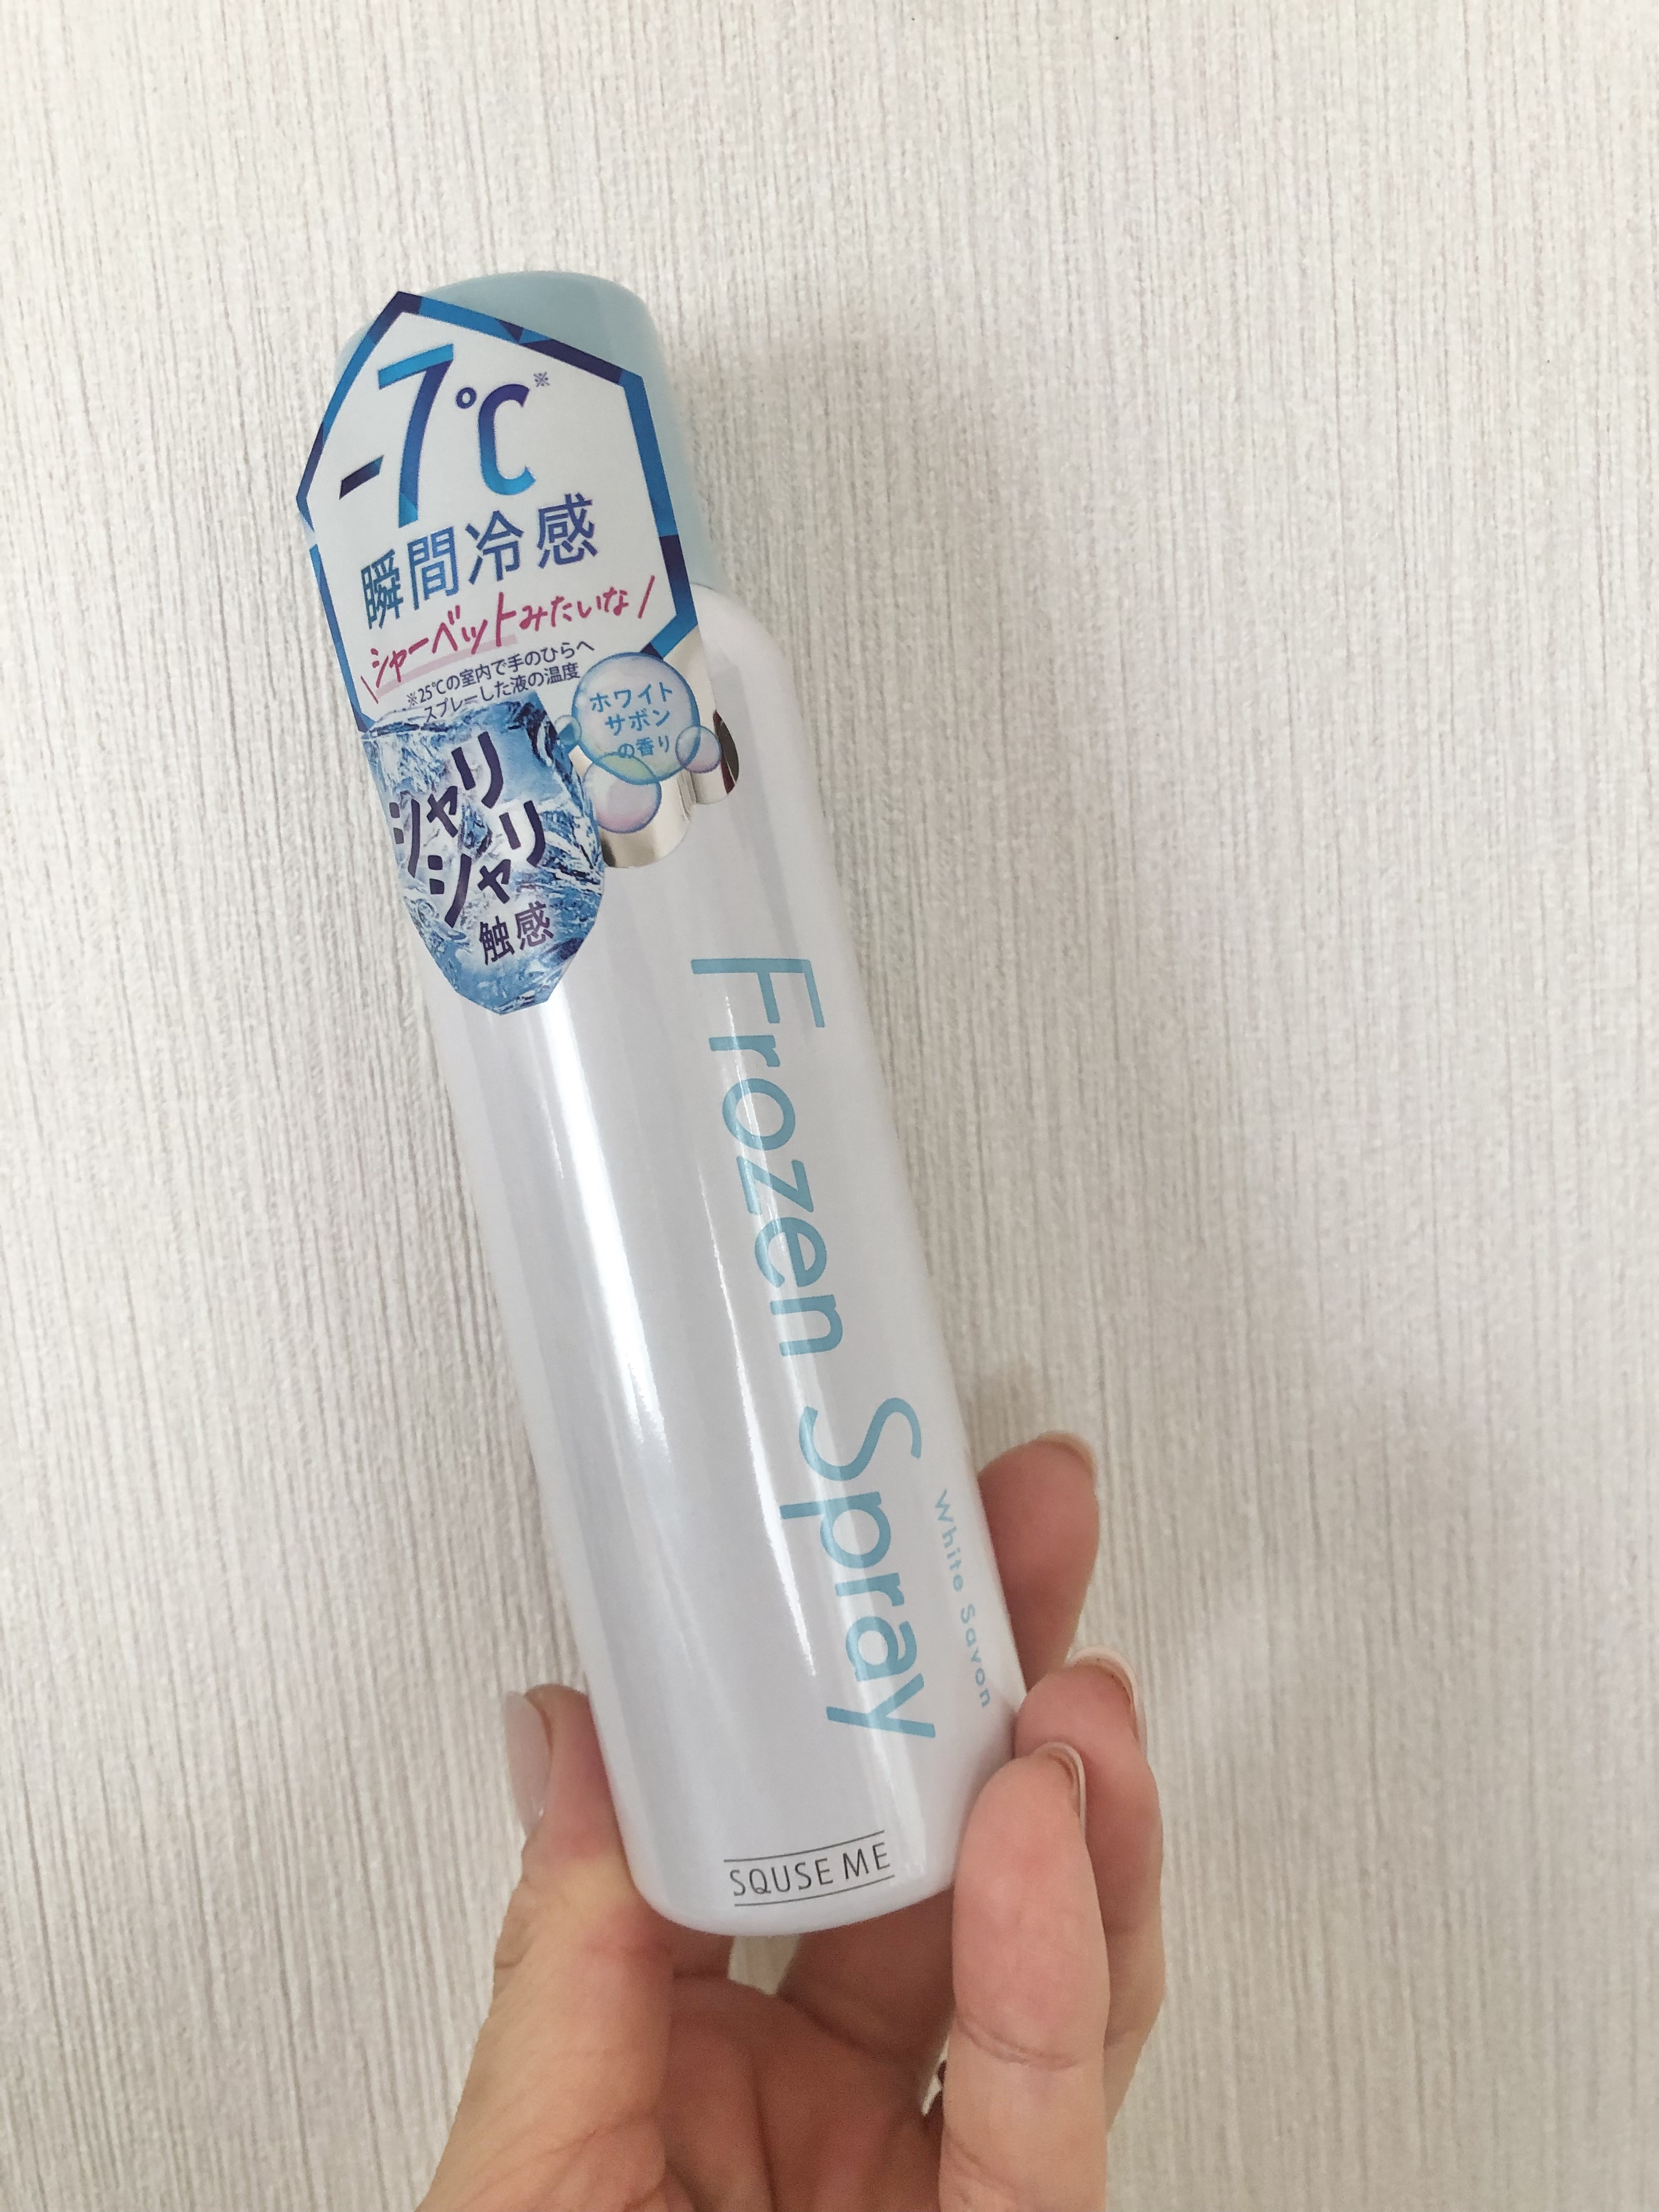 -7℃※
瞬間冷感
\シャーベットみたいな/
※25℃の室内で手のひらへ
スプレーした液の温度
ホワイト
サボン
の香り
シャリ
シャリ
触感
Frozen Spray
White Savon
SQUSE ME